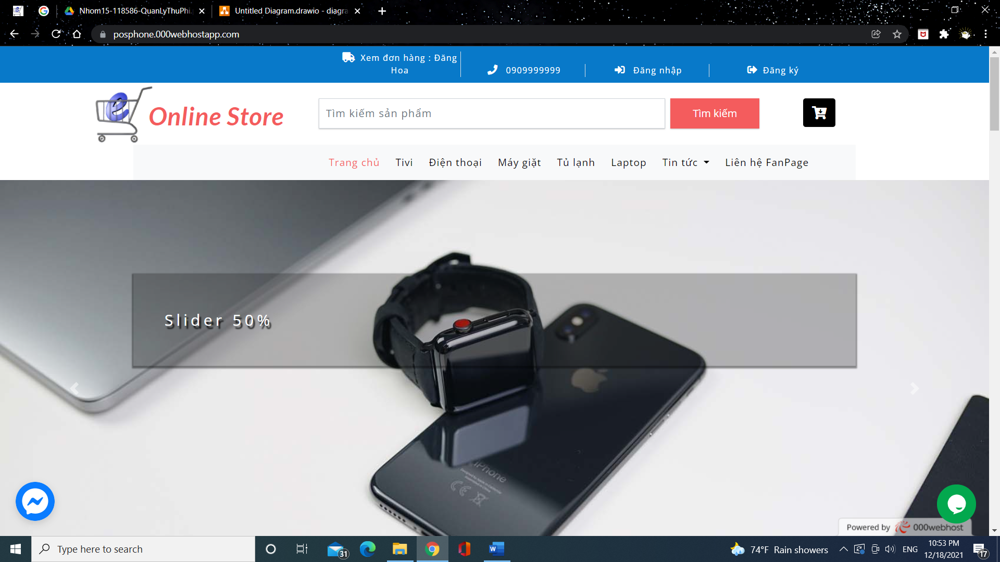 Nhom15-118586-QuanLyThuPhi.
Untitled Diagram.drawio - diagra
posphone.000webhostapp.com
Xem đơn hàng : Đăng
Hoa
0909999999
Đăng nhập
Đăng ký
Online Store
Tìm kiếm sản phẩm
Tìm kiếm
Trang chủ
Tivi
Điện thoại
Máy giặt
Tủ lạnh
Laptop
Tin tức
Liên hệ FanPage
Slider 50%
iPhone
Powered by 000webhost
Type here to search
31
74°F Rain showers
ENG
10:53 PM
12/18/2021
17